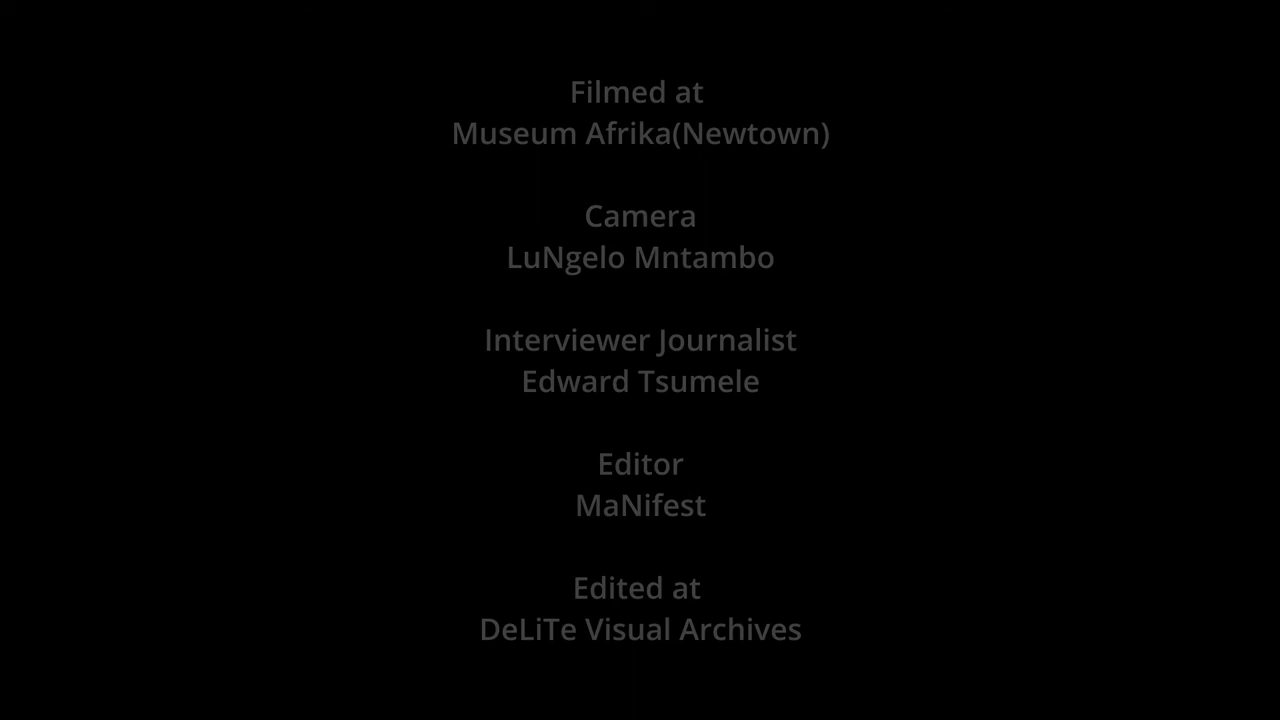 Filmed at
Museum Afrika(Newtown)
Camera
LuNgelo Mntambo
Interviewer Journalist
Edward Tsumele
Editor
MaNifest
Edited at
DeLiTe Visual Archives